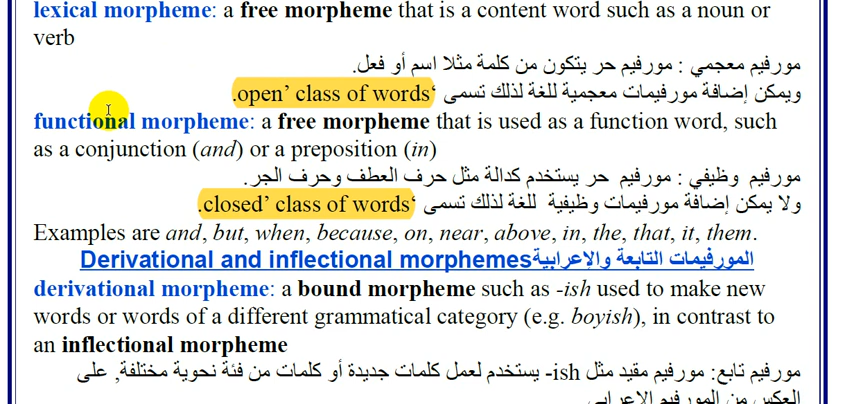 lexical morpheme: a free morpheme that is a content word such as a noun or
verb
مورفيم معجمي : مورفيم حر يتكون من كلمة مثلا اسم أو فعل.
ويمكن إضافة مورفيمات معجمية للغة لذلك تسمى ‘open’ class of words.
functional morpheme: a free morpheme that is used as a function word, such
as a conjunction (and) or a preposition (in)
مورفيم وظيفي : مورفيم حر يستخدم كدالة مثل حرف العطف وحرف الجر.
ولا يمكن إضافة مورفيمات وظيفية للغة لذلك تسمى ‘closed’ class of words.
Examples are and, but, when, because, on, near, above, in, the, that, it, them.
Derivational and inflectional morphemes المورفيمات التابعة والإعرابية
derivational morpheme: a bound morpheme such as -ish used to make new
words or words of a different grammatical category (e.g. boyish), in contrast to
an inflectional morpheme
مورفيم تابع: مورفيم مقيد مثل ish- يستخدم لعمل كلمات جديدة أو كلمات من فئة نحوية مختلفة, على
العكس من المورفيم الإعرابي